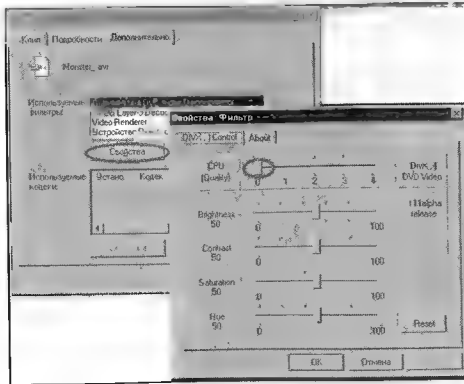 Клип Подробности Дополнительно
Monster_.avi
Используемые
фильтры:
Video Renderer
Устройство
Свойства
Используемые
кодеки:
Устано Кодек
Свойства: Фильтр
DIVX Control About
CPU
(Quality)
0 1 2 3 4
DivX
DVD Video
alpha
release
Brightness
50
0 100
Contrast
50
0 100
Saturation
50
0 100
Hue
50
0
Reset
OK Отмена